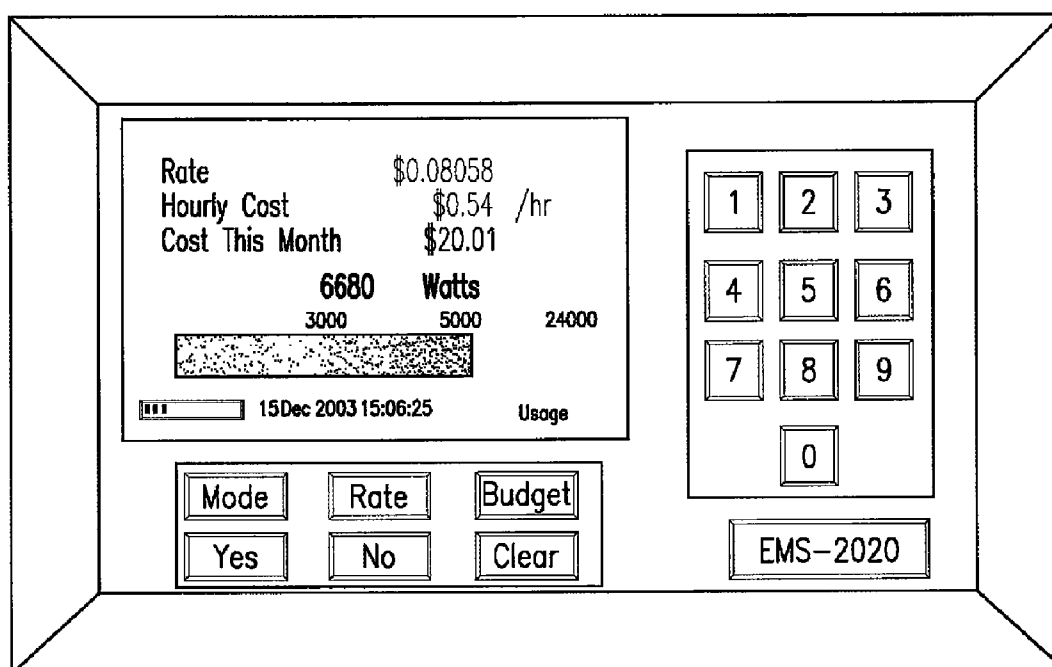 Rate $0.08058
Hourly Cost $0.54 /hr
Cost This Month $20.01
6680 Watts
3000 5000 24000
15Dec 2003 15:06:25 Usage
Mode Rate Budget
Yes No Clear
1 2 3
4 5 6
7 8 9
0
EMS-2020